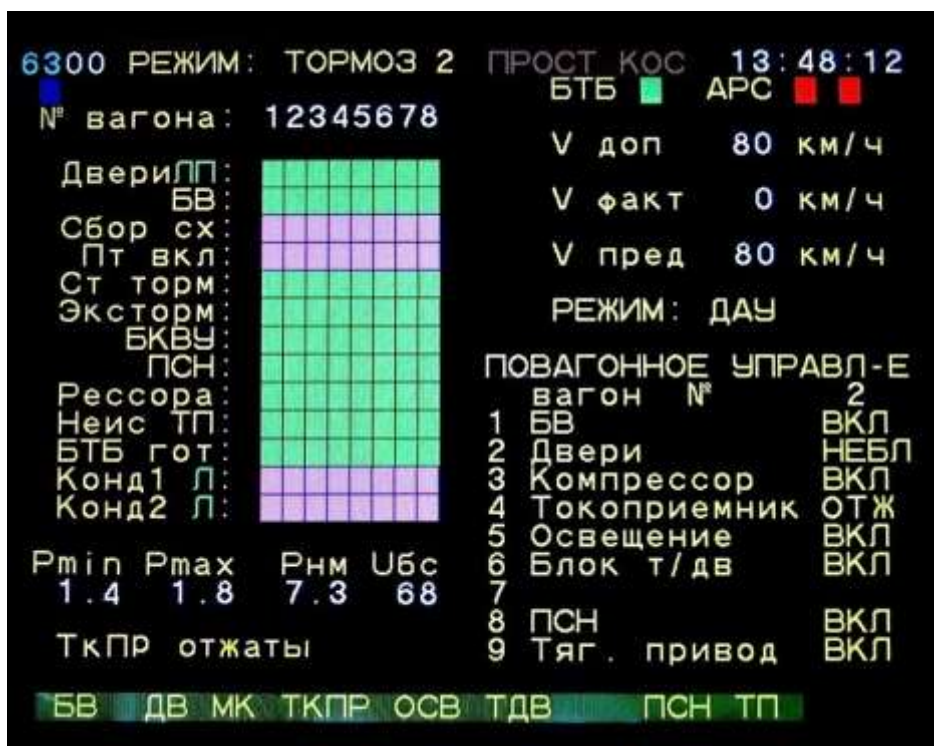 6300 РЕЖИМ: ТОРМОЗ 2 ПРОСТ КОС 13:48:12
БТБ АРС
№ вагона: 12345678
V доп 80 км/ч
ДвериЛП:
БВ:
V факт 0 км/ч
Сбор сх:
Пт вкл:
V пред 80 км/ч
Ст торм:
Эксторм:
РЕЖИМ: ДАУ
БКВУ:
ПСН:
ПОВАГОННОЕ УПРАВЛ-Е
Рессора:
вагон № 2
Неис ТП:
1 БВ ВКЛ
БТБ гот:
2 Двери НЕБЛ
Конд1 Л:
3 Компрессор ВКЛ
Конд2 Л:
4 Токоприемник ОТЖ
5 Освещение ВКЛ
Pmin Pmax Рнм Uбс
6 Блок т/дв ВКЛ
1.4 1.8 7.3 68
7
8 ПСН ВКЛ
ТкПР отжаты
9 Тяг. привод ВКЛ
БВ ДВ МК ТКПР ОСВ ТДВ ПСН ТП